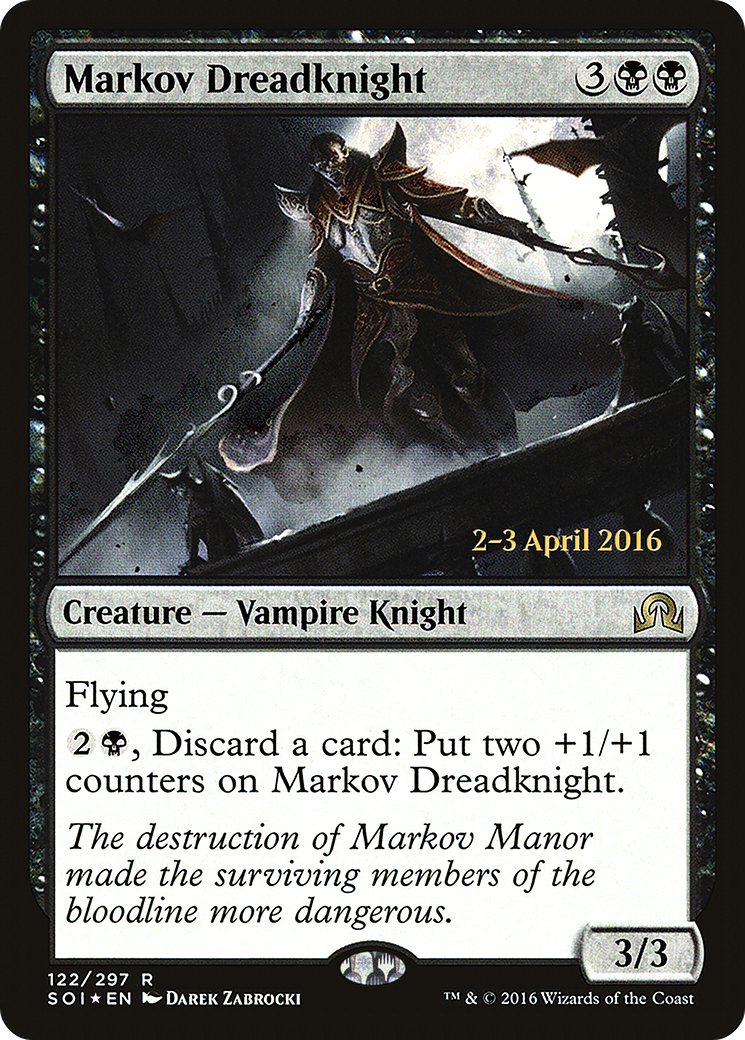 Markov Dreadknight 3
2–3 April 2016
Creature — Vampire Knight
Flying
2, Discard a card: Put two +1/+1
counters on Markov Dreadknight.
The destruction of Markov Manor
made the surviving members of the
bloodline more dangerous.
3/3
122/297 R
SOI★EN Darek Zabrocki
™ & © 2016 Wizards of the Coast